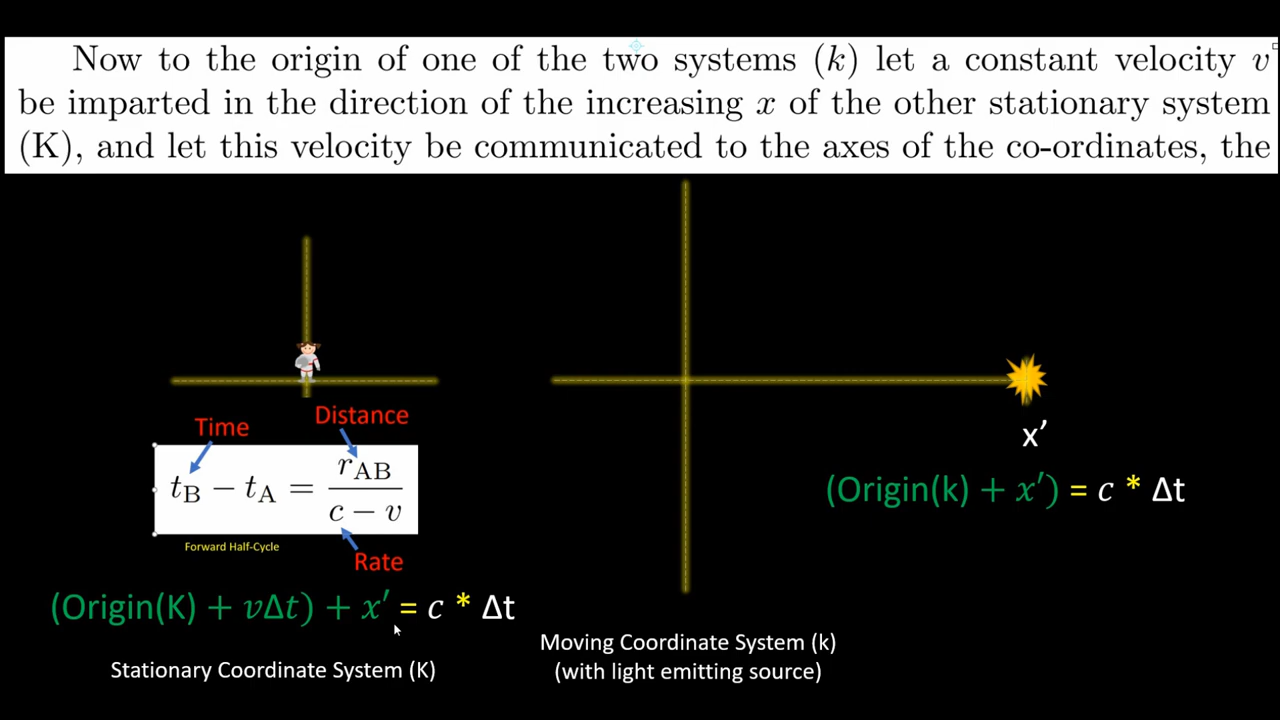 Now to the origin of one of the two systems (k) let a constant velocity v
be imparted in the direction of the increasing x of the other stationary system
(K), and let this velocity be communicated to the axes of the co-ordinates, the
Time
Distance
t_B − t_A = r_AB / (c − v)
Forward Half-Cycle
Rate
x′
(Origin(k) + x′) = c * Δt
(Origin(K) + vΔt) + x′ = c * Δt
Stationary Coordinate System (K)
Moving Coordinate System (k)
(with light emitting source)